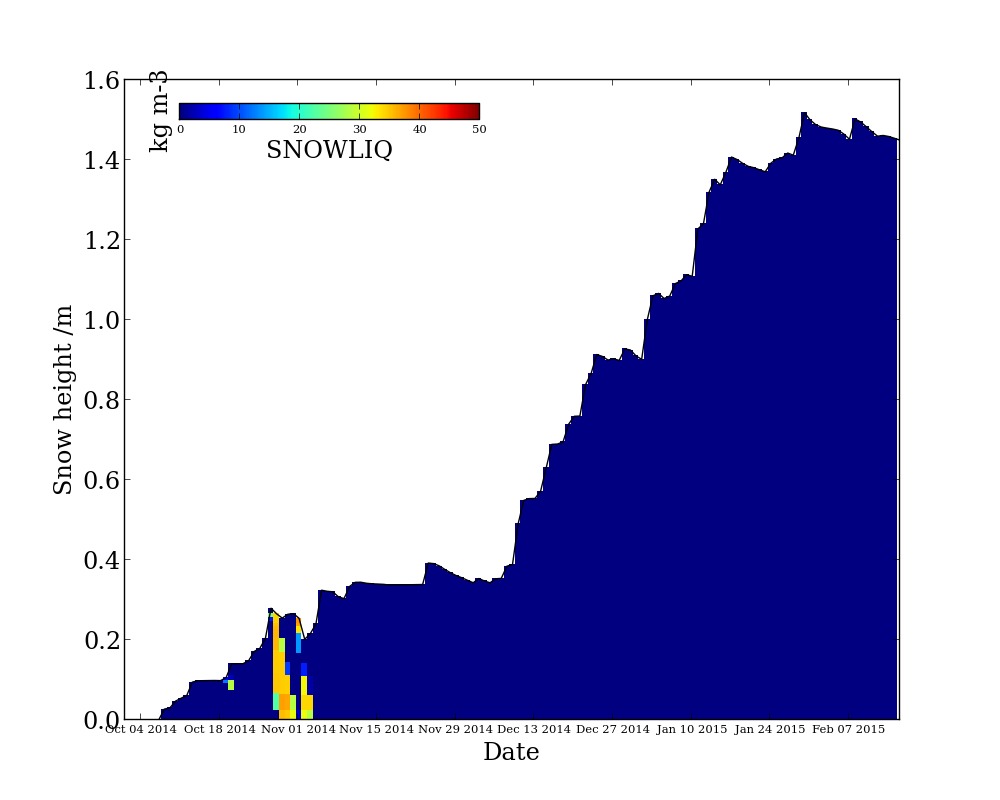 1.6
kg m-3
0 10 20 30 40 50
SNOWLIQ
1.4
1.2
1.0
0.8
0.6
0.4
0.2
0.0
Snow height /m
Oct 04 2014 Oct 18 2014 Nov 01 2014 Nov 15 2014 Nov 29 2014 Dec 13 2014 Dec 27 2014 Jan 10 2015 Jan 24 2015 Feb 07 2015
Date